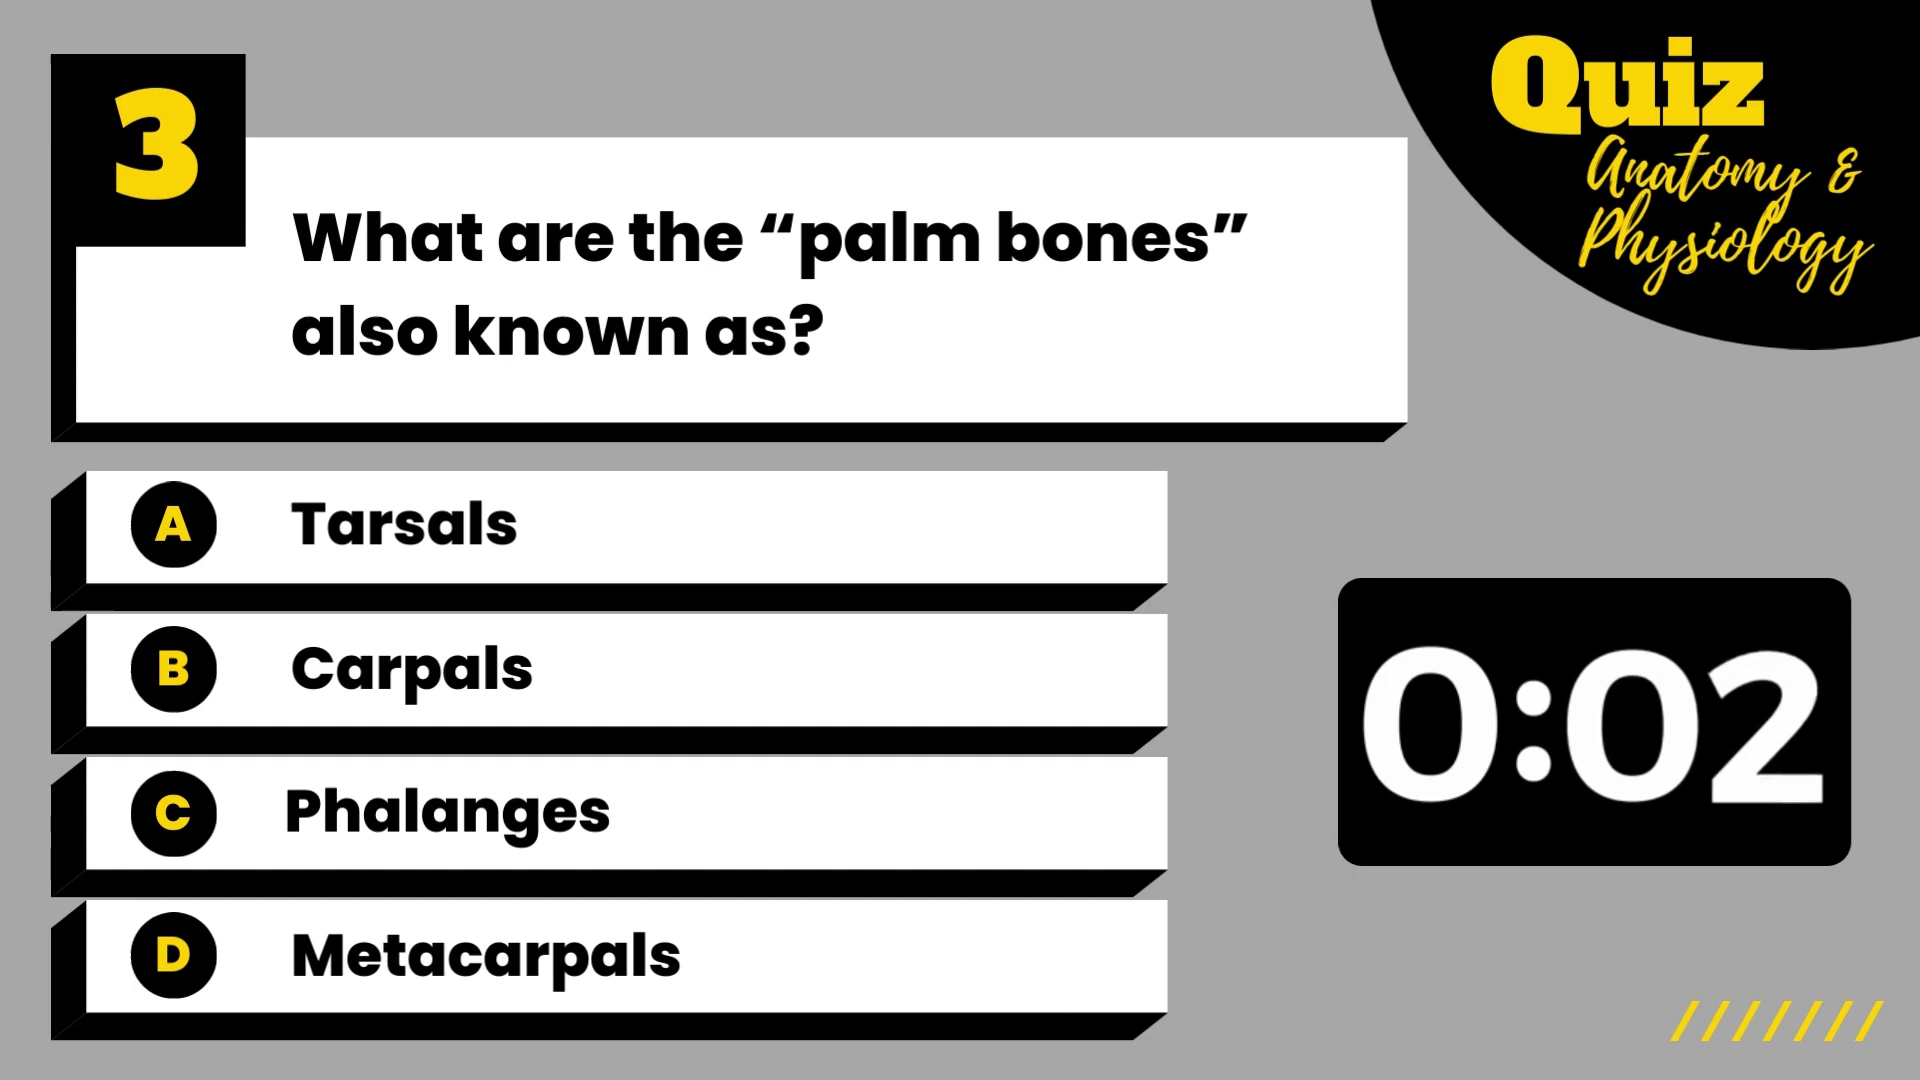 3
What are the “palm bones”
also known as?
Quiz
Anatomy &
Physiology
A Tarsals
B Carpals
C Phalanges
D Metacarpals
0:02